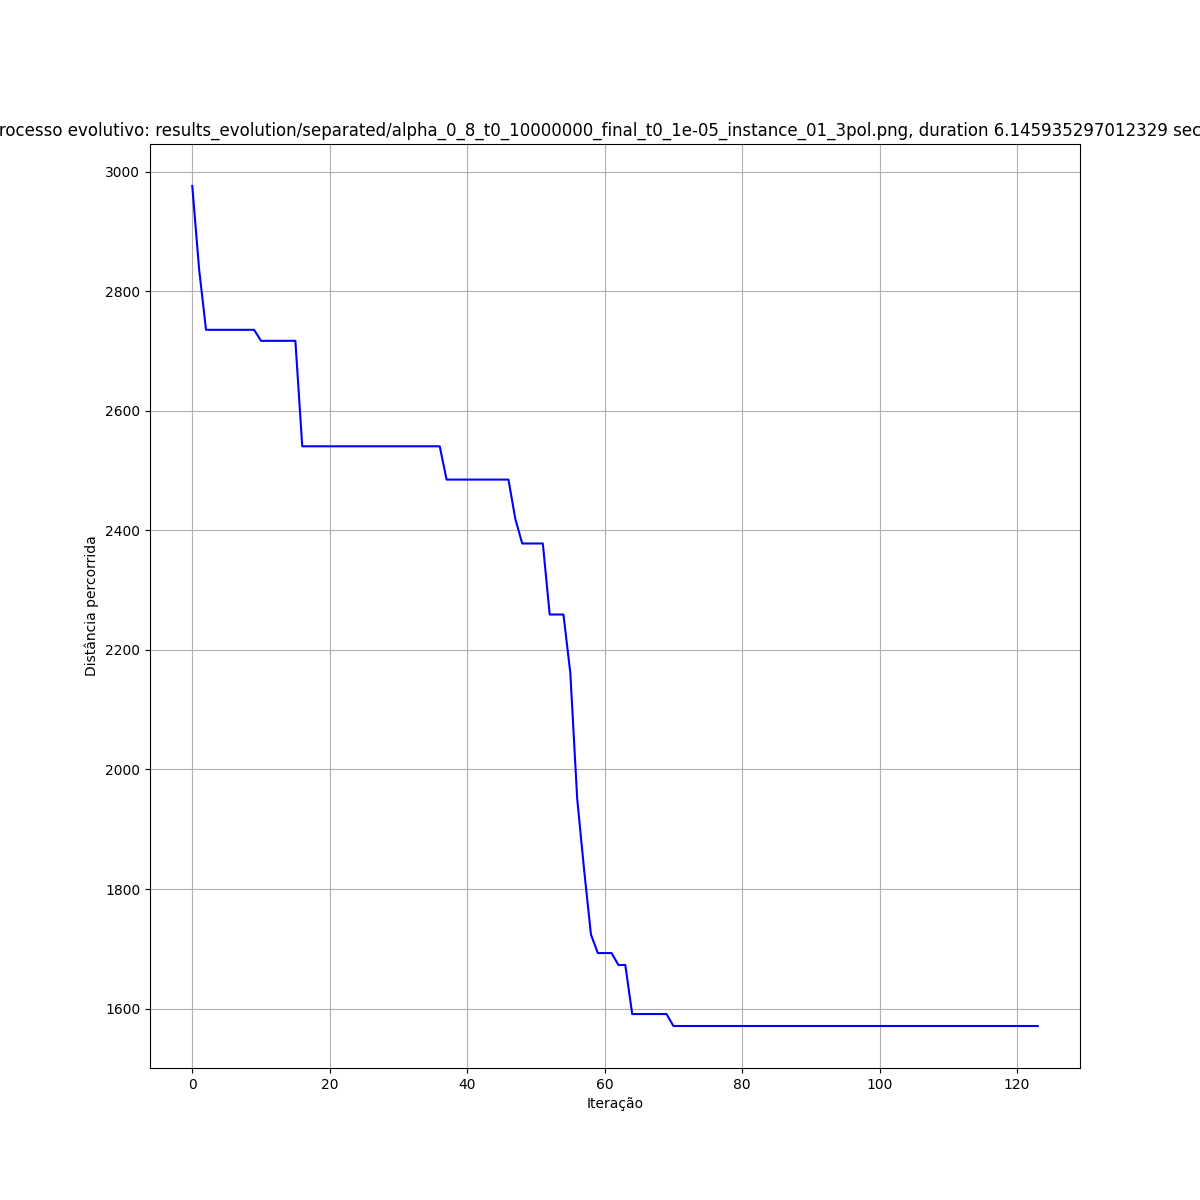 rocesso evolutivo: results_evolution/separated/alpha_0_8_t0_10000000_final_t0_1e-05_instance_01_3pol.png, duration 6.145935297012329 sec
3000
2800
2600
2400
2200
2000
1800
1600
Distância percorrida
0 20 40 60 80 100 120
Iteração